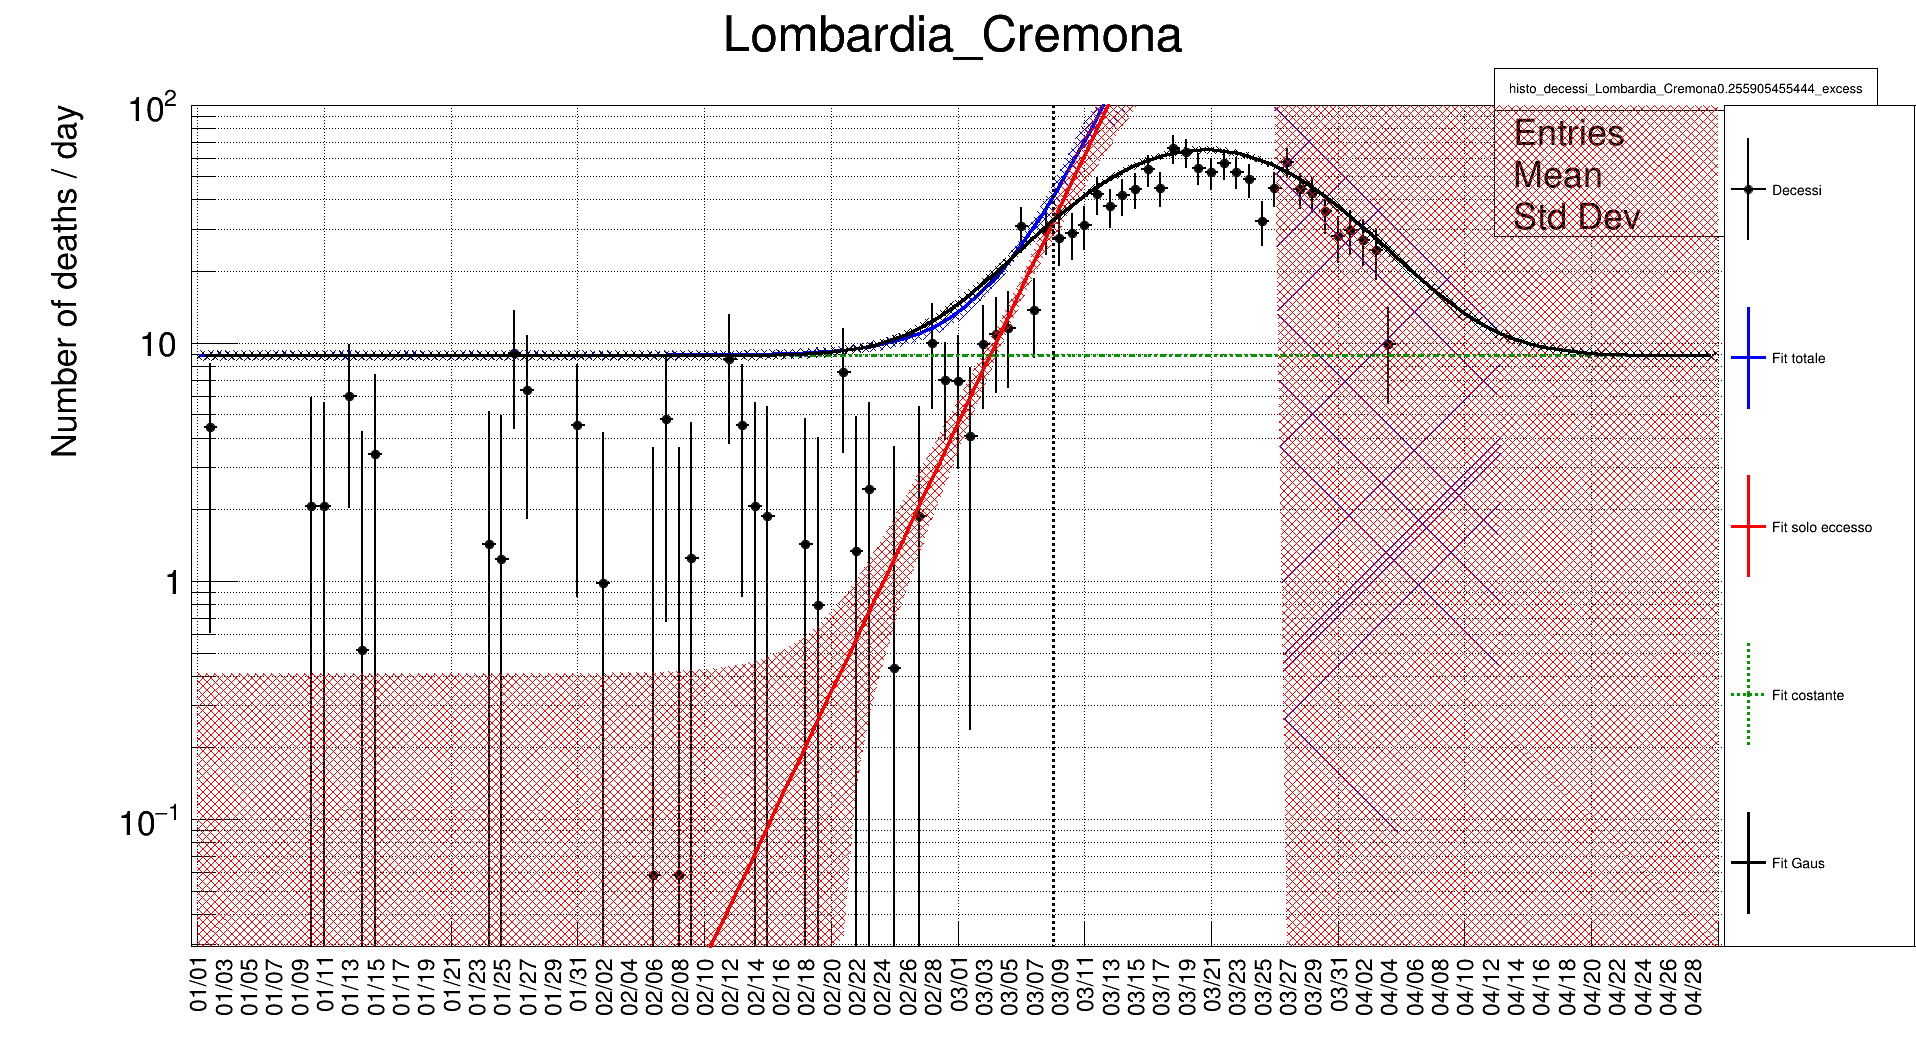 Lombardia_Cremona
histo_decessi_Lombardia_Cremona0.255905455444_excess
Entries
Mean
Std Dev
Number of deaths / day
10²
10
1
10⁻¹
Decessi
Fit totale
Fit solo eccesso
Fit costante
Fit Gaus
01/01 01/03 01/05 01/07 01/09 01/11 01/13 01/15 01/17 01/19 01/21 01/23 01/25 01/27 01/29 01/31 02/02 02/04 02/06 02/08 02/10 02/12 02/14 02/16 02/18 02/20 02/22 02/24 02/26 02/28 03/01 03/03 03/05 03/07 03/09 03/11 03/13 03/15 03/17 03/19 03/21 03/23 03/25 03/27 03/29 03/31 04/02 04/04 04/06 04/08 04/10 04/12 04/14 04/16 04/18 04/20 04/22 04/24 04/26 04/28